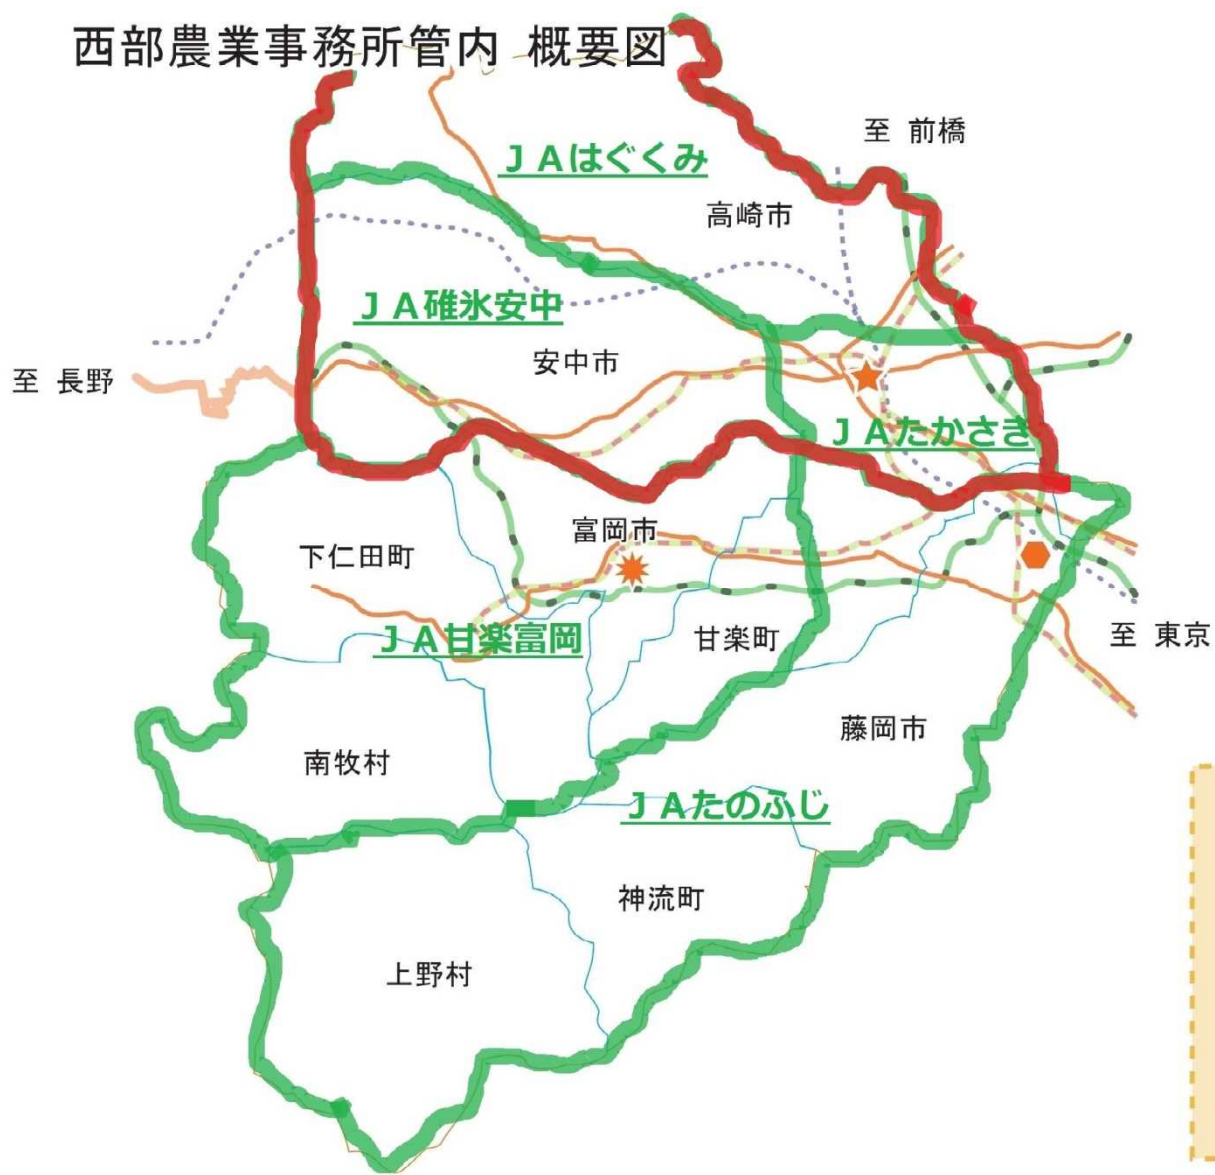 西部農業事務所管内 概要図
至 前橋
ＪＡはぐくみ
高崎市
ＪＡ碓氷安中
安中市
至 長野
ＪＡたかさき
富岡市
下仁田町
ＪＡ甘楽富岡
甘楽町
至 東京
藤岡市
南牧村
ＪＡたのふじ
神流町
上野村